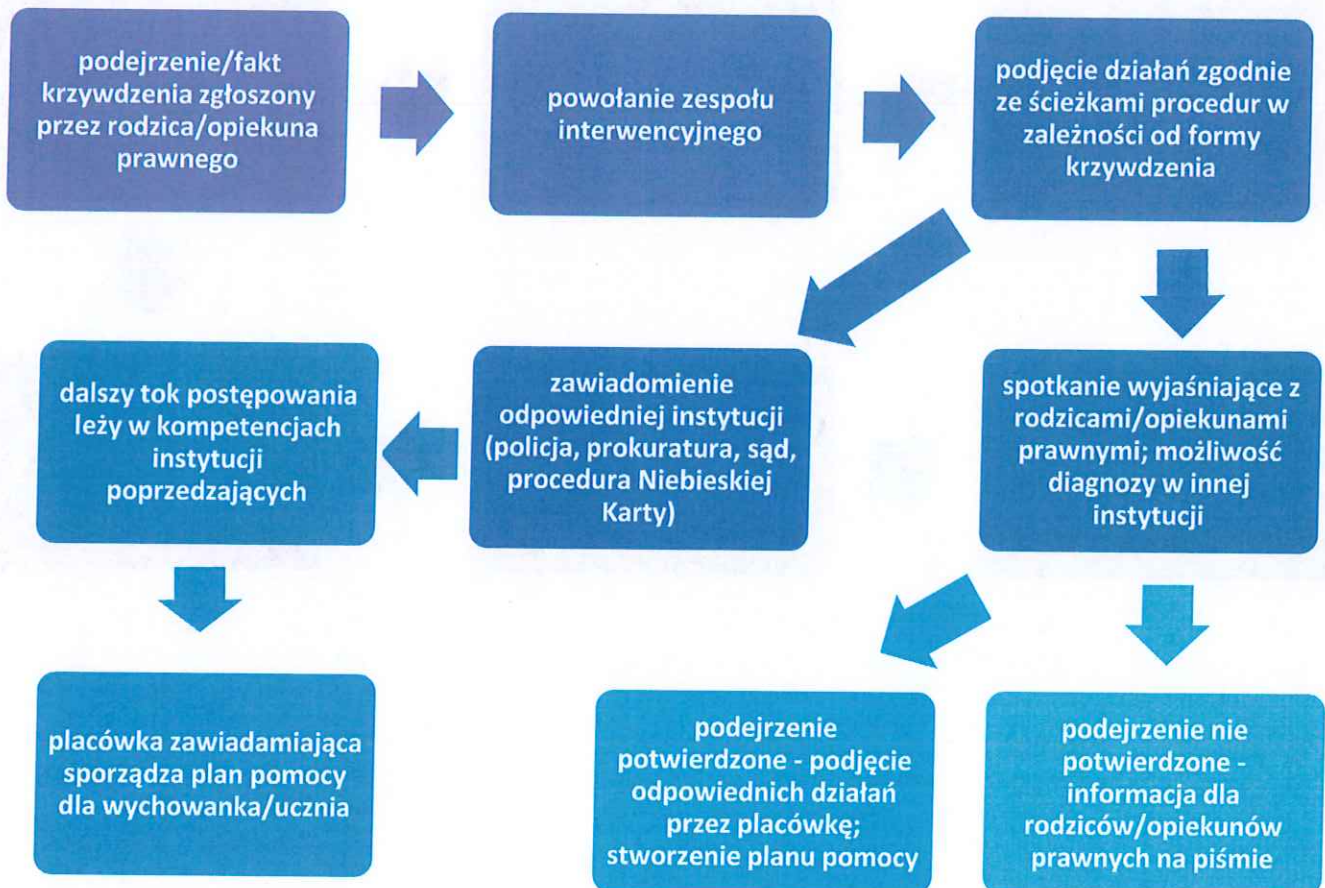 podejrzenie/fakt
krzywdzenia zgłoszony
przez rodzica/opiekuna
prawnego
powołanie zespołu
interwencyjnego
podjęcie działań zgodnie
ze ścieżkami procedur w
zależności od formy
krzywdzenia
dalszy tok postępowania
leży w kompetencjach
instytucji
poprzedzających
zawiadomienie
odpowiedniej instytucji
(policja, prokuratura, sąd,
procedura Niebieskiej
Karty)
spotkanie wyjaśniające z
rodzicami/opiekunami
prawnymi; możliwość
diagnozy w innej
instytucji
placówka zawiadamiająca
sporządza plan pomocy
dla wychowanka/ucznia
podejrzenie
potwierdzone - podjęcie
odpowiednich działań
przez placówkę;
stworzenie planu pomocy
podejrzenie nie
potwierdzone -
informacja dla
rodziców/opiekunów
prawnych na piśmie